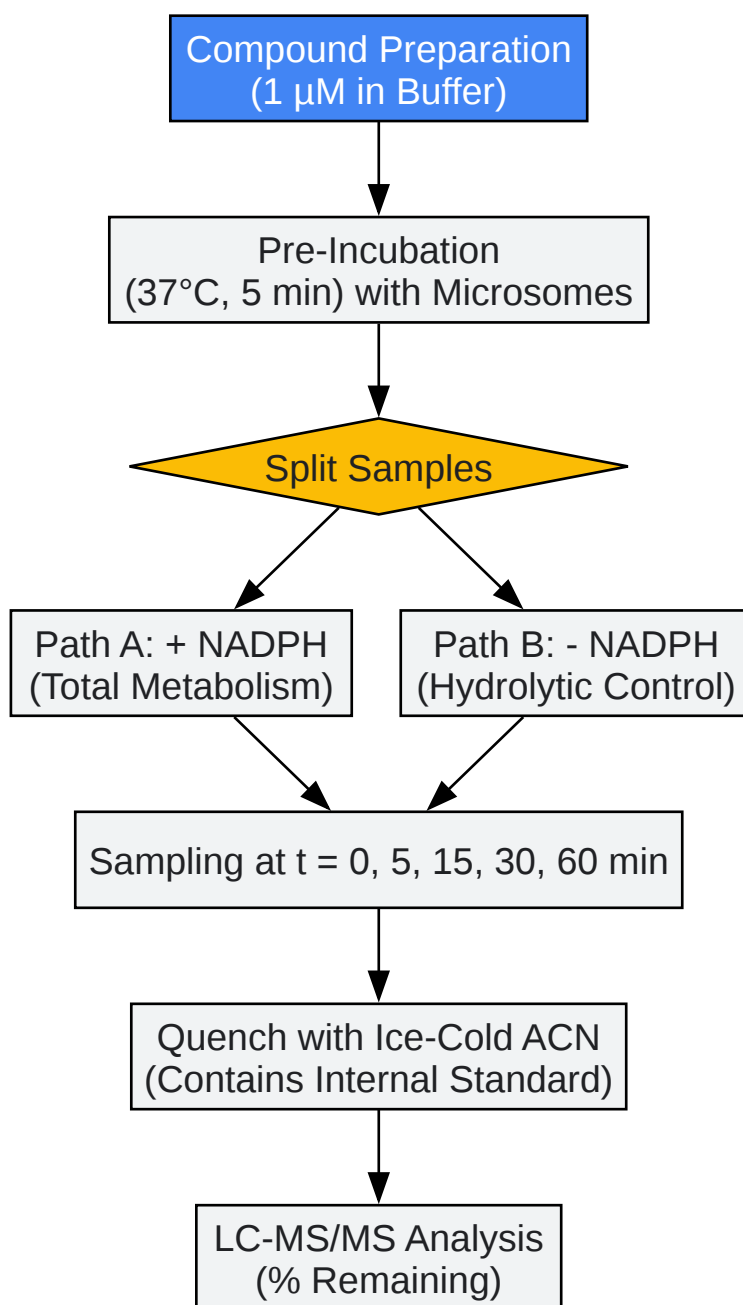 Compound Preparation
(1 µM in Buffer)
Pre-Incubation
(37°C, 5 min) with Microsomes
Split Samples
Path A: + NADPH
(Total Metabolism)
Path B: - NADPH
(Hydrolytic Control)
Sampling at t = 0, 5, 15, 30, 60 min
Quench with Ice-Cold ACN
(Contains Internal Standard)
LC-MS/MS Analysis
(% Remaining)